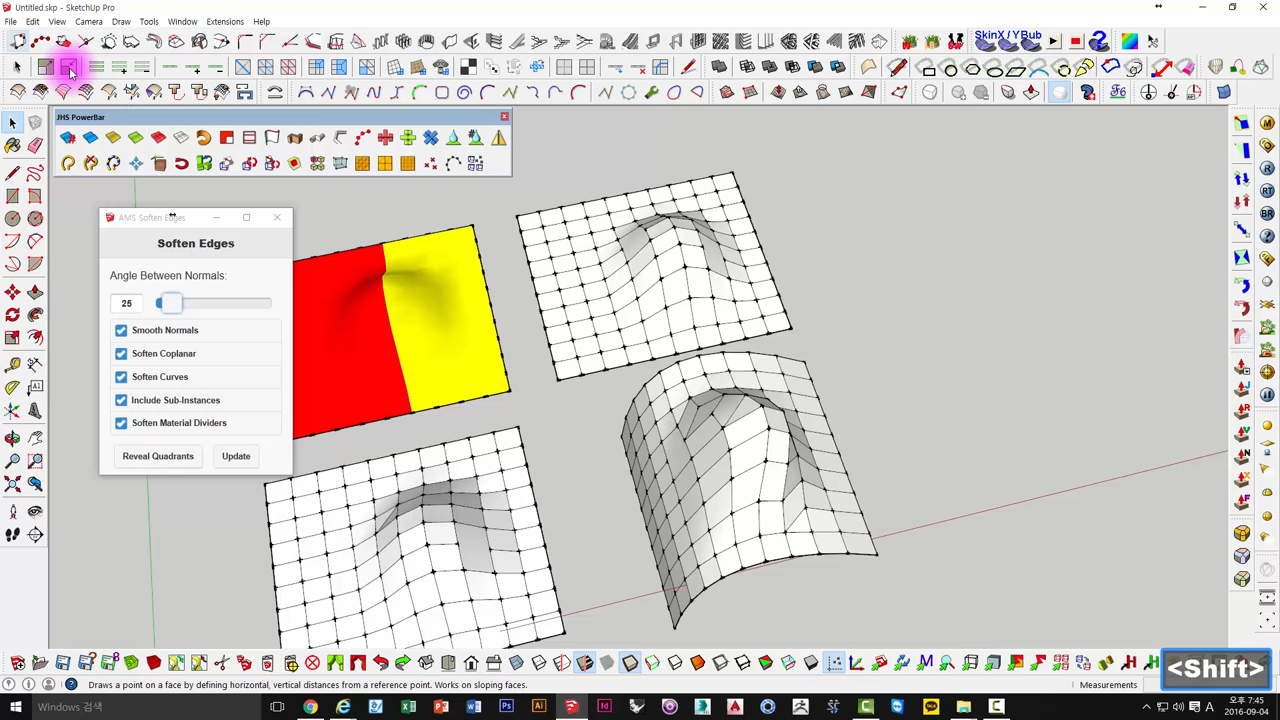 Untitled.skp - SketchUp Pro
File Edit View Camera Draw Tools Window Extensions Help
SkinX / YBub
JHS PowerBar
AMS Soften Edges
Soften Edges
Angle Between Normals:
25
Smooth Normals
Soften Coplanar
Soften Curves
Include Sub-Instances
Soften Material Dividers
Reveal Quadrants Update
<Shift>
Draws a point on a face by defining horizontal, vertical distances from a reference point. Works on sloping faces.
Measurements
Windows 검색
오후 7:45
2016-09-04